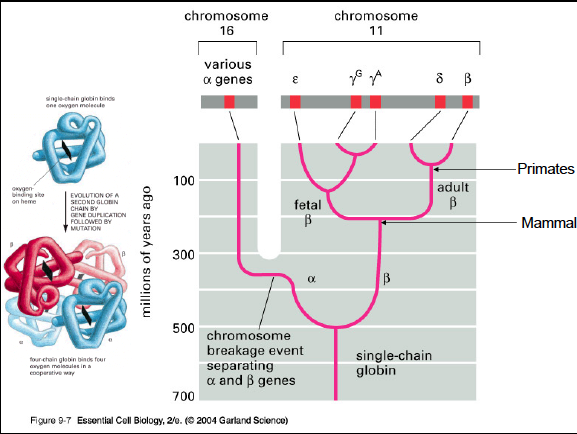 chromosome
16
chromosome
11
various
α genes
ε
γG
γA
δ
β
single-chain globin binds
one oxygen molecule
oxygen-
binding site
on heme
EVOLUTION OF A
SECOND GLOBIN
CHAIN BY
GENE DUPLICATION
FOLLOWED BY
MUTATION
β
β
α
α
four-chain globin binds four
oxygen molecules in a
cooperative way
millions of years ago
100
300
500
700
fetal
β
adult
β
Primates
Mammal
α
β
chromosome
breakage event
separating
α and β genes
single-chain
globin
Figure 9-7 Essential Cell Biology, 2/e. (© 2004 Garland Science)